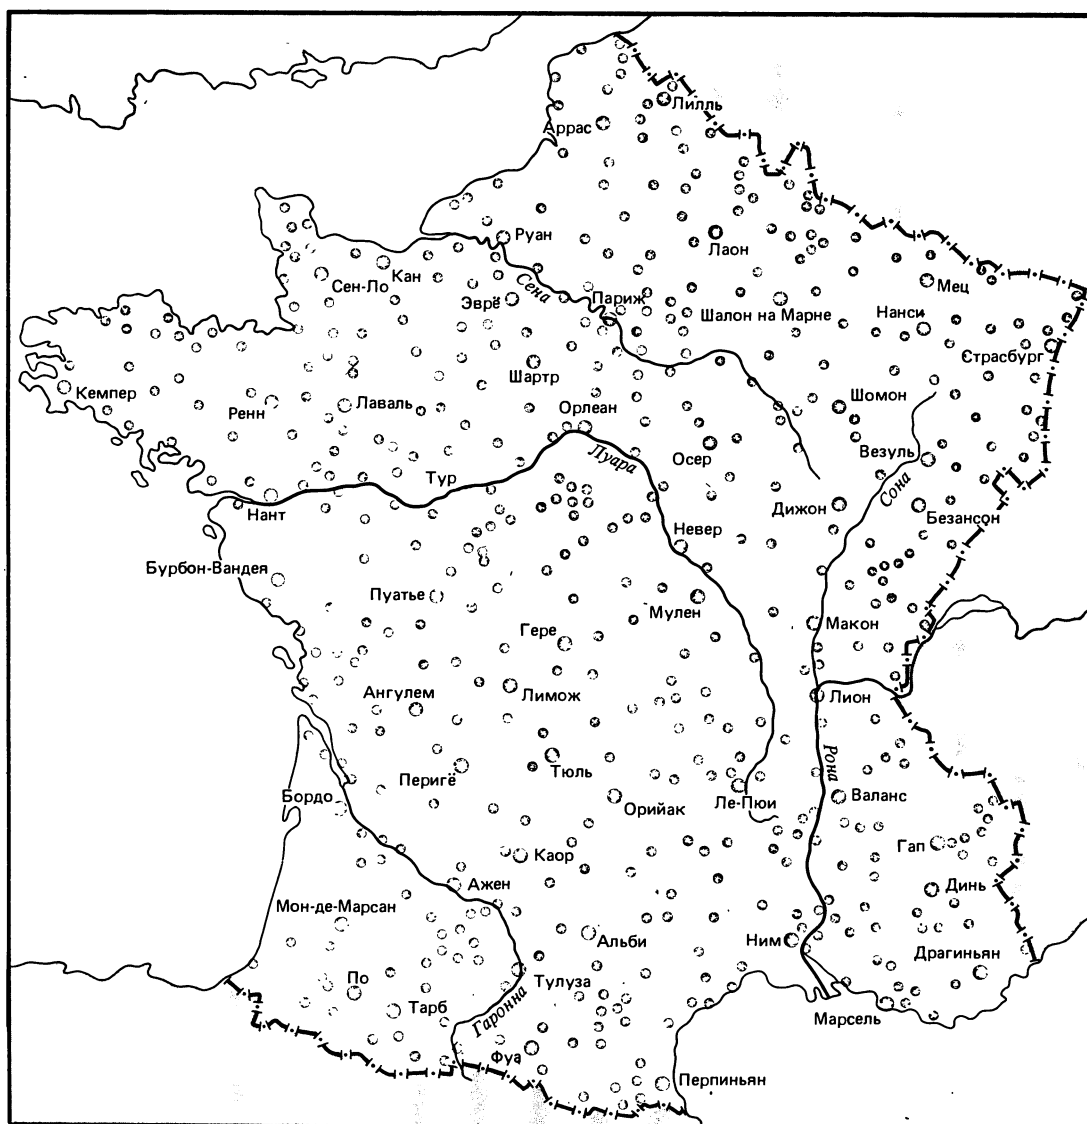 Лилль
Аррас
Руан
Лаон
Кан
Сен-Ло
Сена
Мец
Эврё
Париж
Шалон на Марне
Нанси
Страсбург
Шартр
Кемпер
Ренн
Лаваль
Орлеан
Шомон
Луара
Осер
Везуль
Тур
Сона
Нант
Дижон
Безансон
Невер
Бурбон-Вандея
Пуатье
Мулен
Гере
Макон
Ангулем
Лимож
Лион
Рона
Перигё
Тюль
Бордо
Орийак
Ле-Пюи
Валанс
Гап
Каор
Ажен
Динь
Мон-де-Марсан
Альби
Ним
Драгиньян
По
Тулуза
Тарб
Гаронна
Марсель
Фуа
Перпиньян